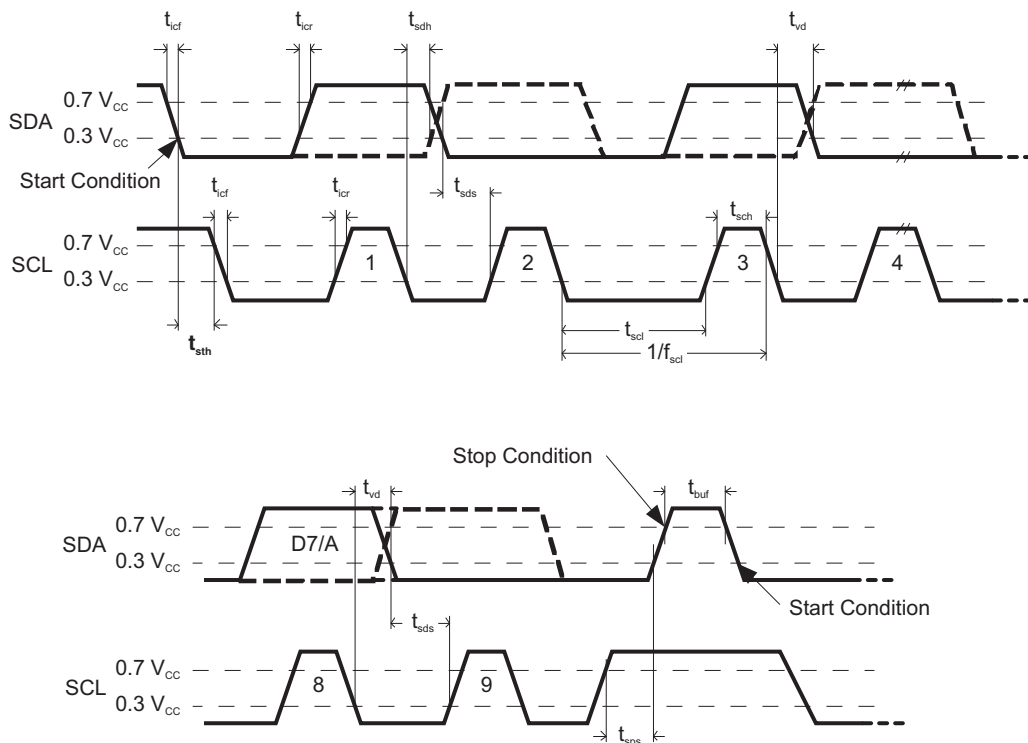 t_icf t_icr t_sdh t_vd
0.7 V_CC
SDA
0.3 V_CC
Start Condition
t_icf t_icr t_sds t_sch
0.7 V_CC
SCL 1 2 3 4
0.3 V_CC
t_sth
t_scl
1/f_scl
Stop Condition
t_vd t_buf
0.7 V_CC
SDA D7/A
0.3 V_CC
Start Condition
t_sds
0.7 V_CC
SCL 8 9
0.3 V_CC
t_sps